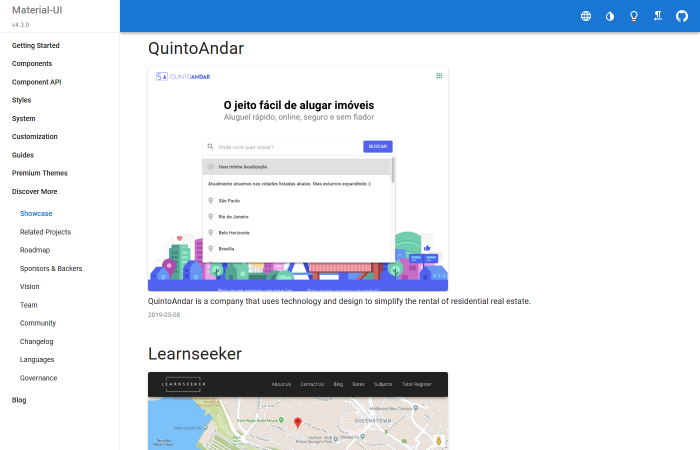 Material-UI
v4.3.0
Getting Started
Components
Component API
Styles
System
Customization
Guides
Premium Themes
Discover More
Showcase
Related Projects
Roadmap
Sponsors & Backers
Vision
Team
Community
Changelog
Languages
Governance
Blog
QuintoAndar
QUINTOANDAR
O jeito fácil de alugar imóveis
Aluguel rápido, online, seguro e sem fiador
Onde você quer morar?
BUSCAR
Usar minha localização
Atualmente atuamos nas cidades listadas abaixo. Mas estamos expandindo :)
São Paulo
Rio de Janeiro
Belo Horizonte
Brasília
QuintoAndar is a company that uses technology and design to simplify the rental of residential real estate.
2019-05-08
Learnseeker
LEARNSEEKER
About Us
Contact Us
Blog
Rates
Subjects
Tutor Register
QUEENSTOWN